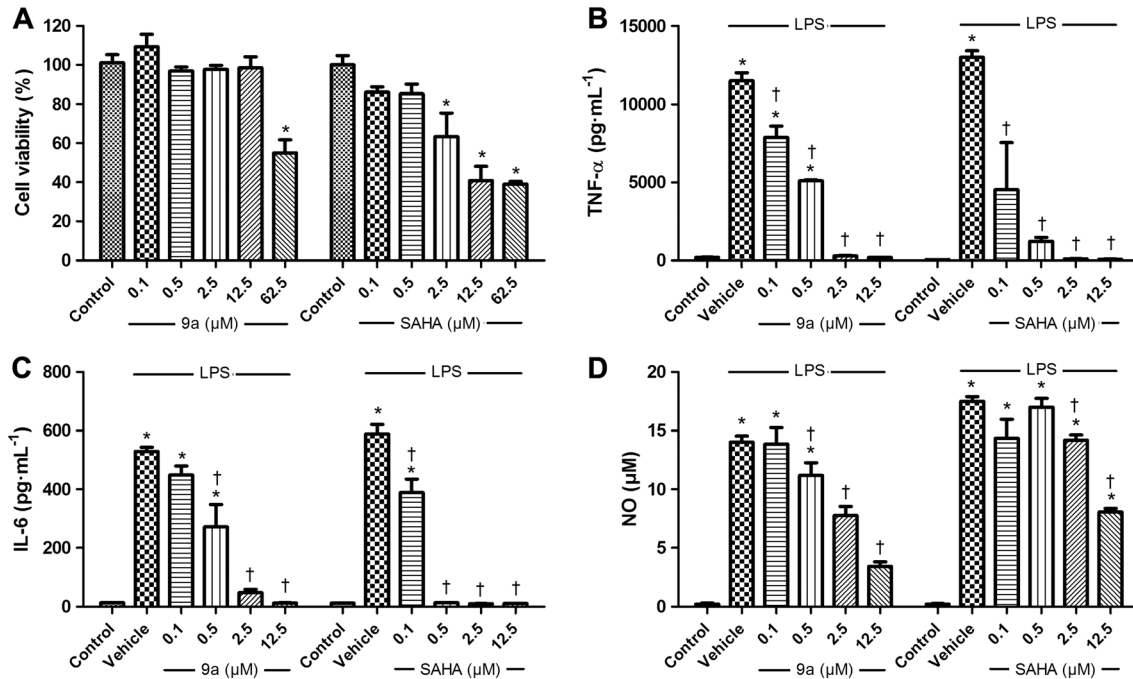 A
Cell viability (%)
120
100
80
60
40
20
0
* * * *
Control 0.1 0.5 2.5 12.5 62.5 Control 0.1 0.5 2.5 12.5 62.5
9a (µM) SAHA (µM)
B
LPS LPS
TNF-α (pg·mL⁻¹)
15000
10000
5000
0
* † * † * † † * † † † †
Control Vehicle 0.1 0.5 2.5 12.5 Control Vehicle 0.1 0.5 2.5 12.5
9a (µM) SAHA (µM)
C
LPS LPS
IL-6 (pg·mL⁻¹)
800
600
400
200
0
* * † * † † * † * † † †
Control Vehicle 0.1 0.5 2.5 12.5 Control Vehicle 0.1 0.5 2.5 12.5
9a (µM) SAHA (µM)
D
LPS LPS
NO (µM)
20
15
10
5
0
* * † * † † * * * † * † *
Control Vehicle 0.1 0.5 2.5 12.5 Control Vehicle 0.1 0.5 2.5 12.5
9a (µM) SAHA (µM)